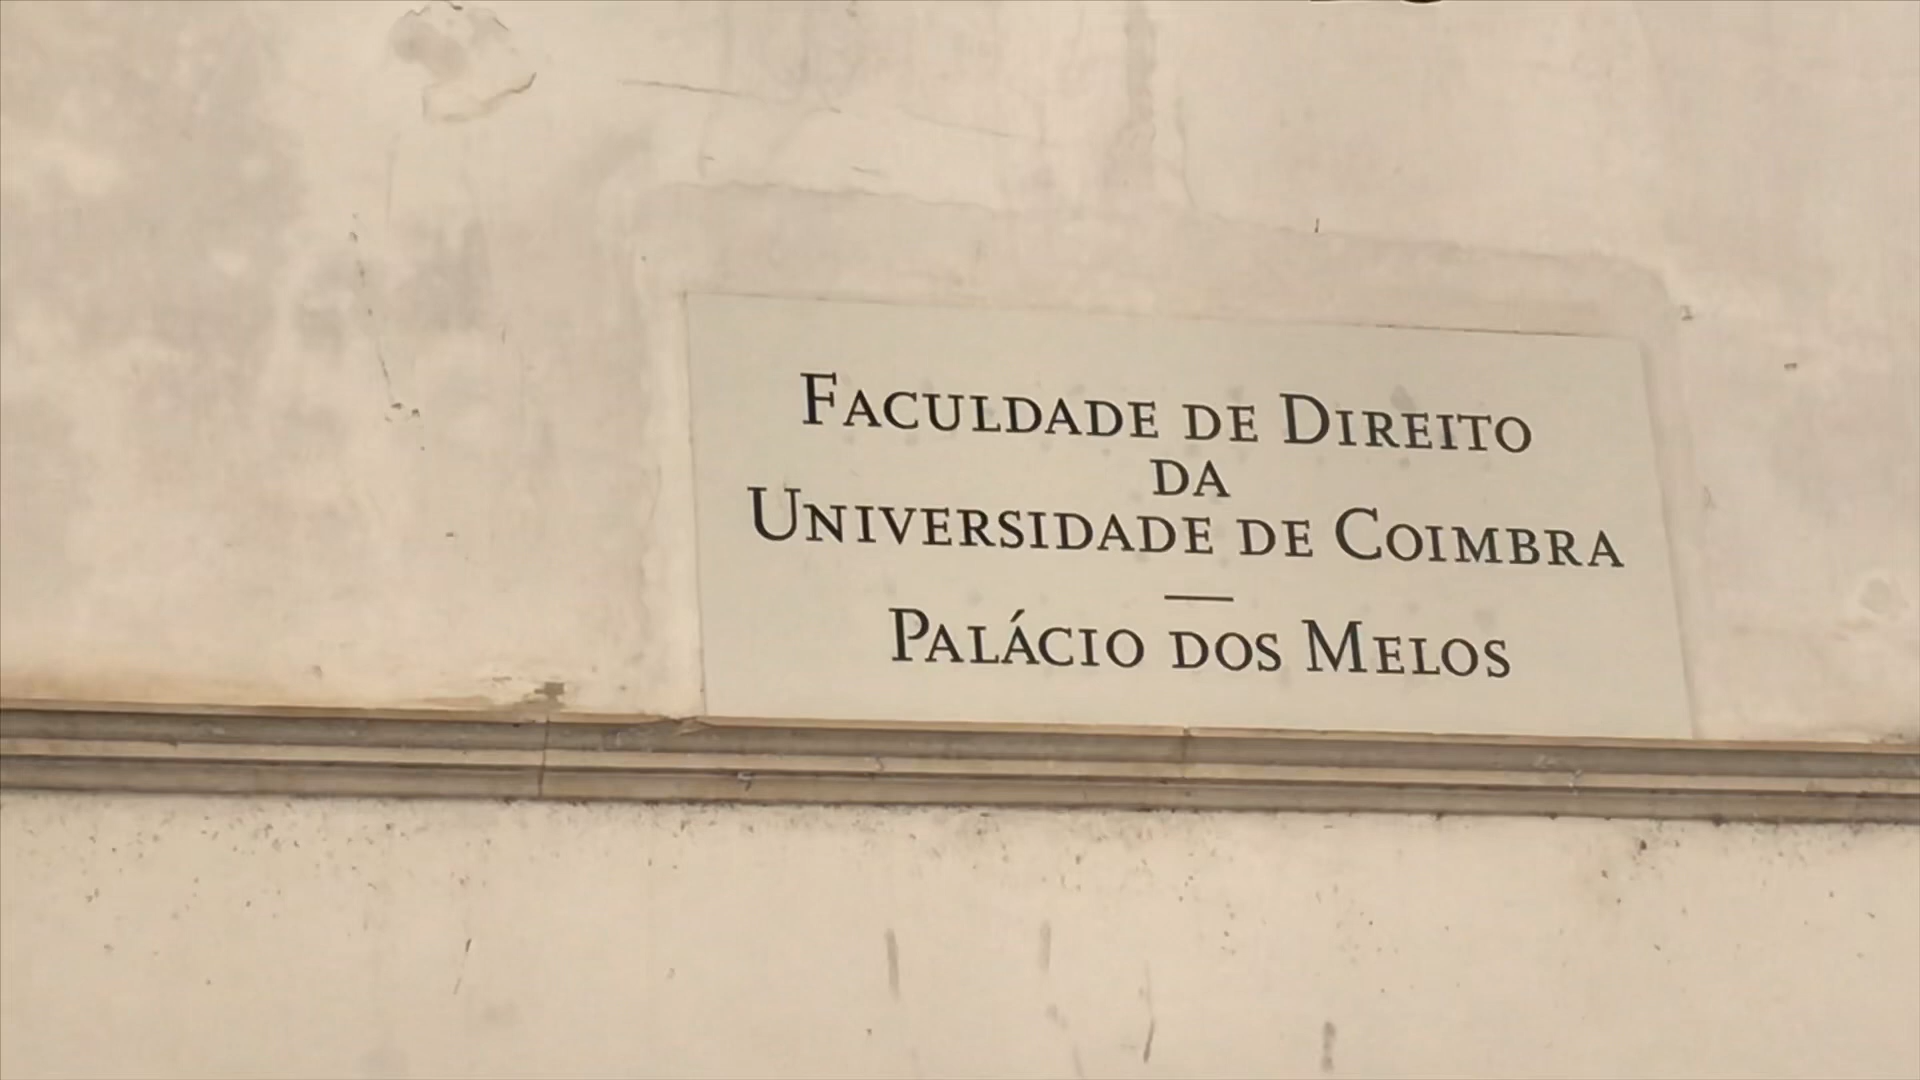 FACULDADE DE DIREITO
DA
UNIVERSIDADE DE COIMBRA
—
PALÁCIO DOS MELOS